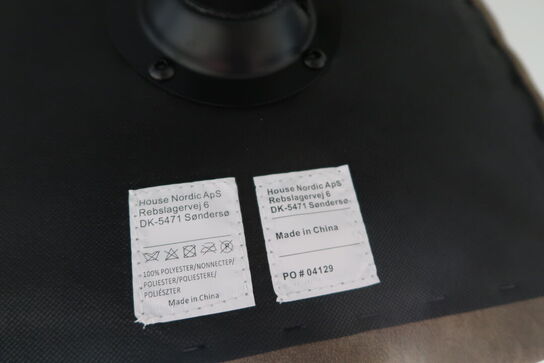 House Nordic ApS
Rebslagervej 6
DK-5471 Søndersø
100% POLYESTER/NONNECTEP/
POLIESTER/POLIESTERE/
POLIÉSZTER
Made in China
House Nordic ApS
Rebslagervej 6
DK-5471 Søndersø
Made in China
PO # 04129